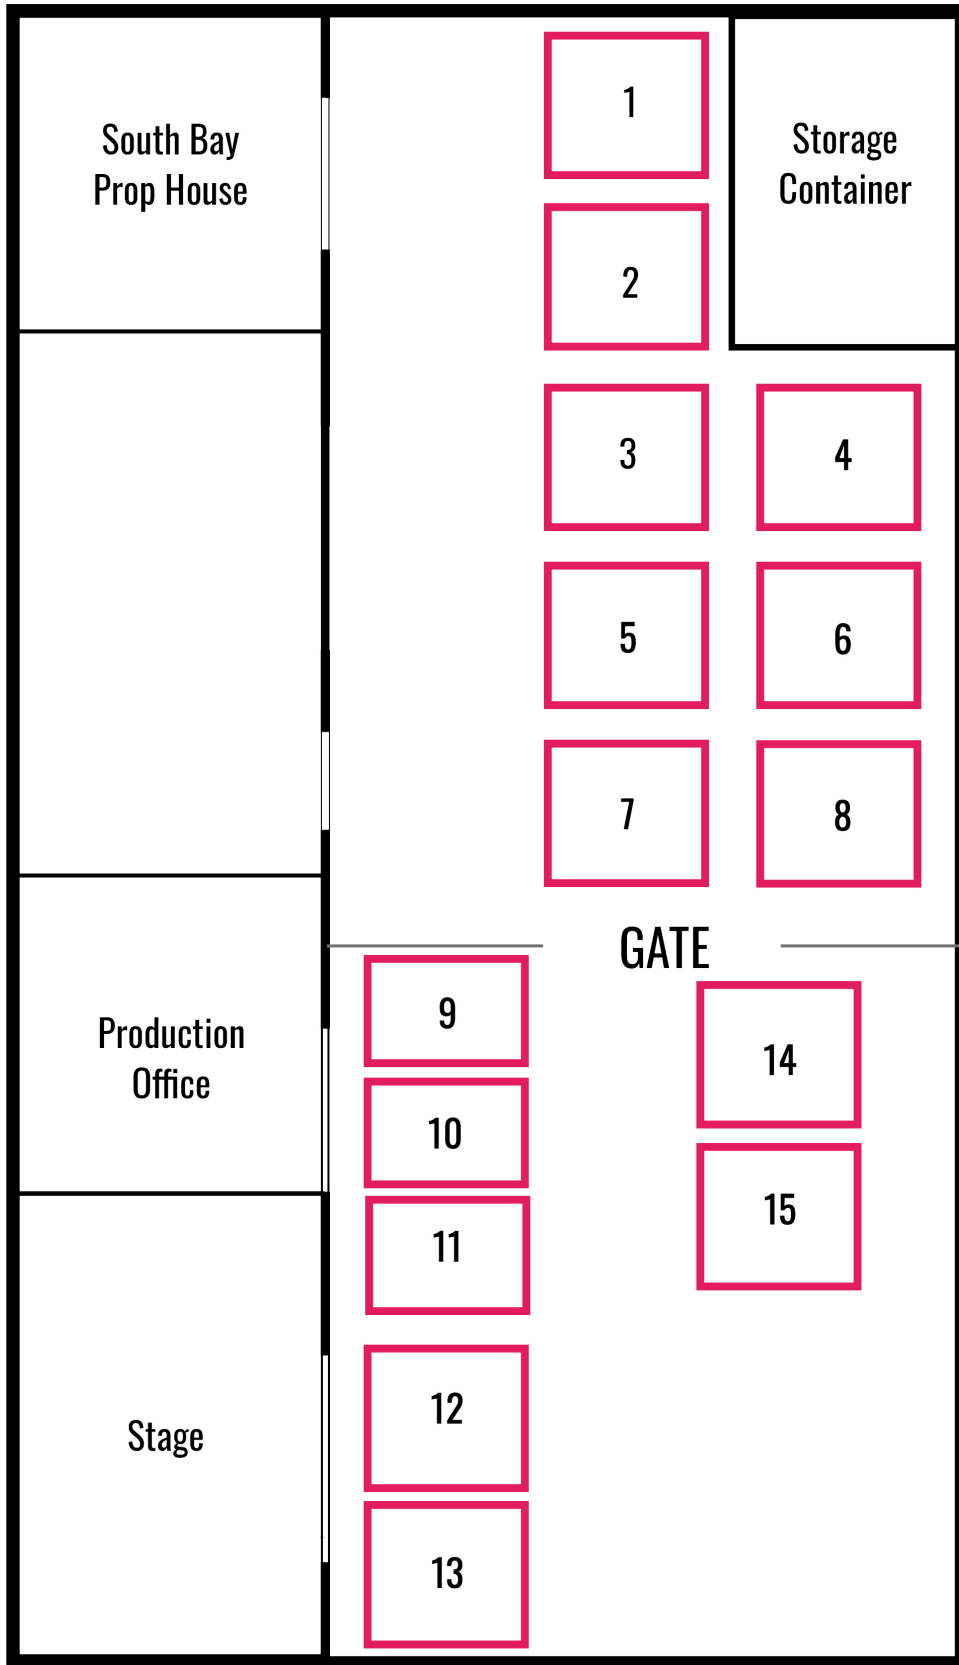 South Bay
Prop House
1
Storage
Container
2
3
4
5
6
7
8
GATE
9
Production
Office
14
10
15
11
Stage
12
13